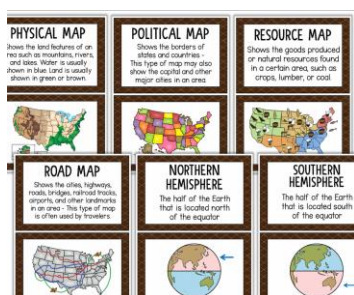 PHYSICAL MAP
Shows the land features of an
area such as mountains, rivers,
and lakes. Water is usually
shown in blue. Land is usually
shown in green or brown.
POLITICAL MAP
Shows the borders of
states and countries -
This type of map may also
show the capital and other
major cities in an area
RESOURCE MAP
Shows the goods produced
or natural resources found
in a certain area, such as
crops, lumber, or coal
ROAD MAP
Shows the cities, highways,
roads, bridges, railroad tracks,
airports, and other landmarks
in an area - This type of map
is often used by travelers.
NORTHERN
HEMISPHERE
The half of the Earth
that is located north
of the equator
SOUTHERN
HEMISPHERE
The half of the Earth
that is located south
of the equator